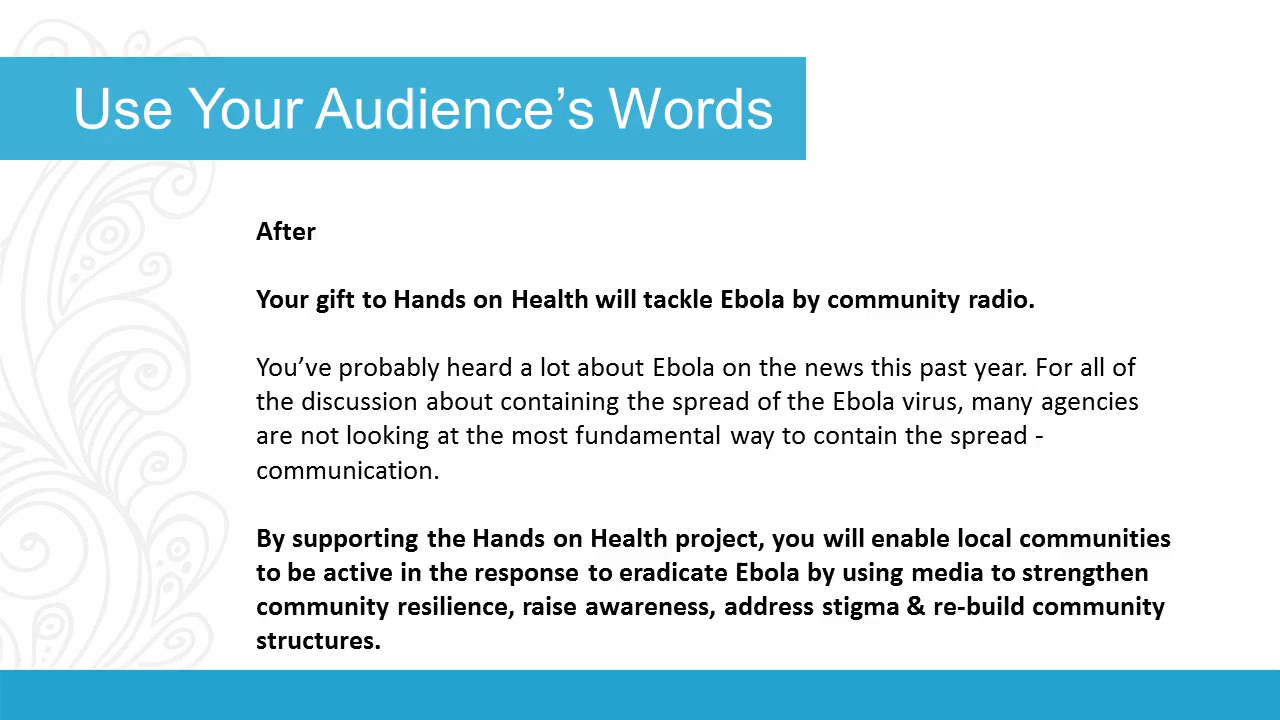 Use Your Audience’s Words
After
Your gift to Hands on Health will tackle Ebola by community radio.
You’ve probably heard a lot about Ebola on the news this past year. For all of
the discussion about containing the spread of the Ebola virus, many agencies
are not looking at the most fundamental way to contain the spread -
communication.
By supporting the Hands on Health project, you will enable local communities
to be active in the response to eradicate Ebola by using media to strengthen
community resilience, raise awareness, address stigma & re-build community
structures.